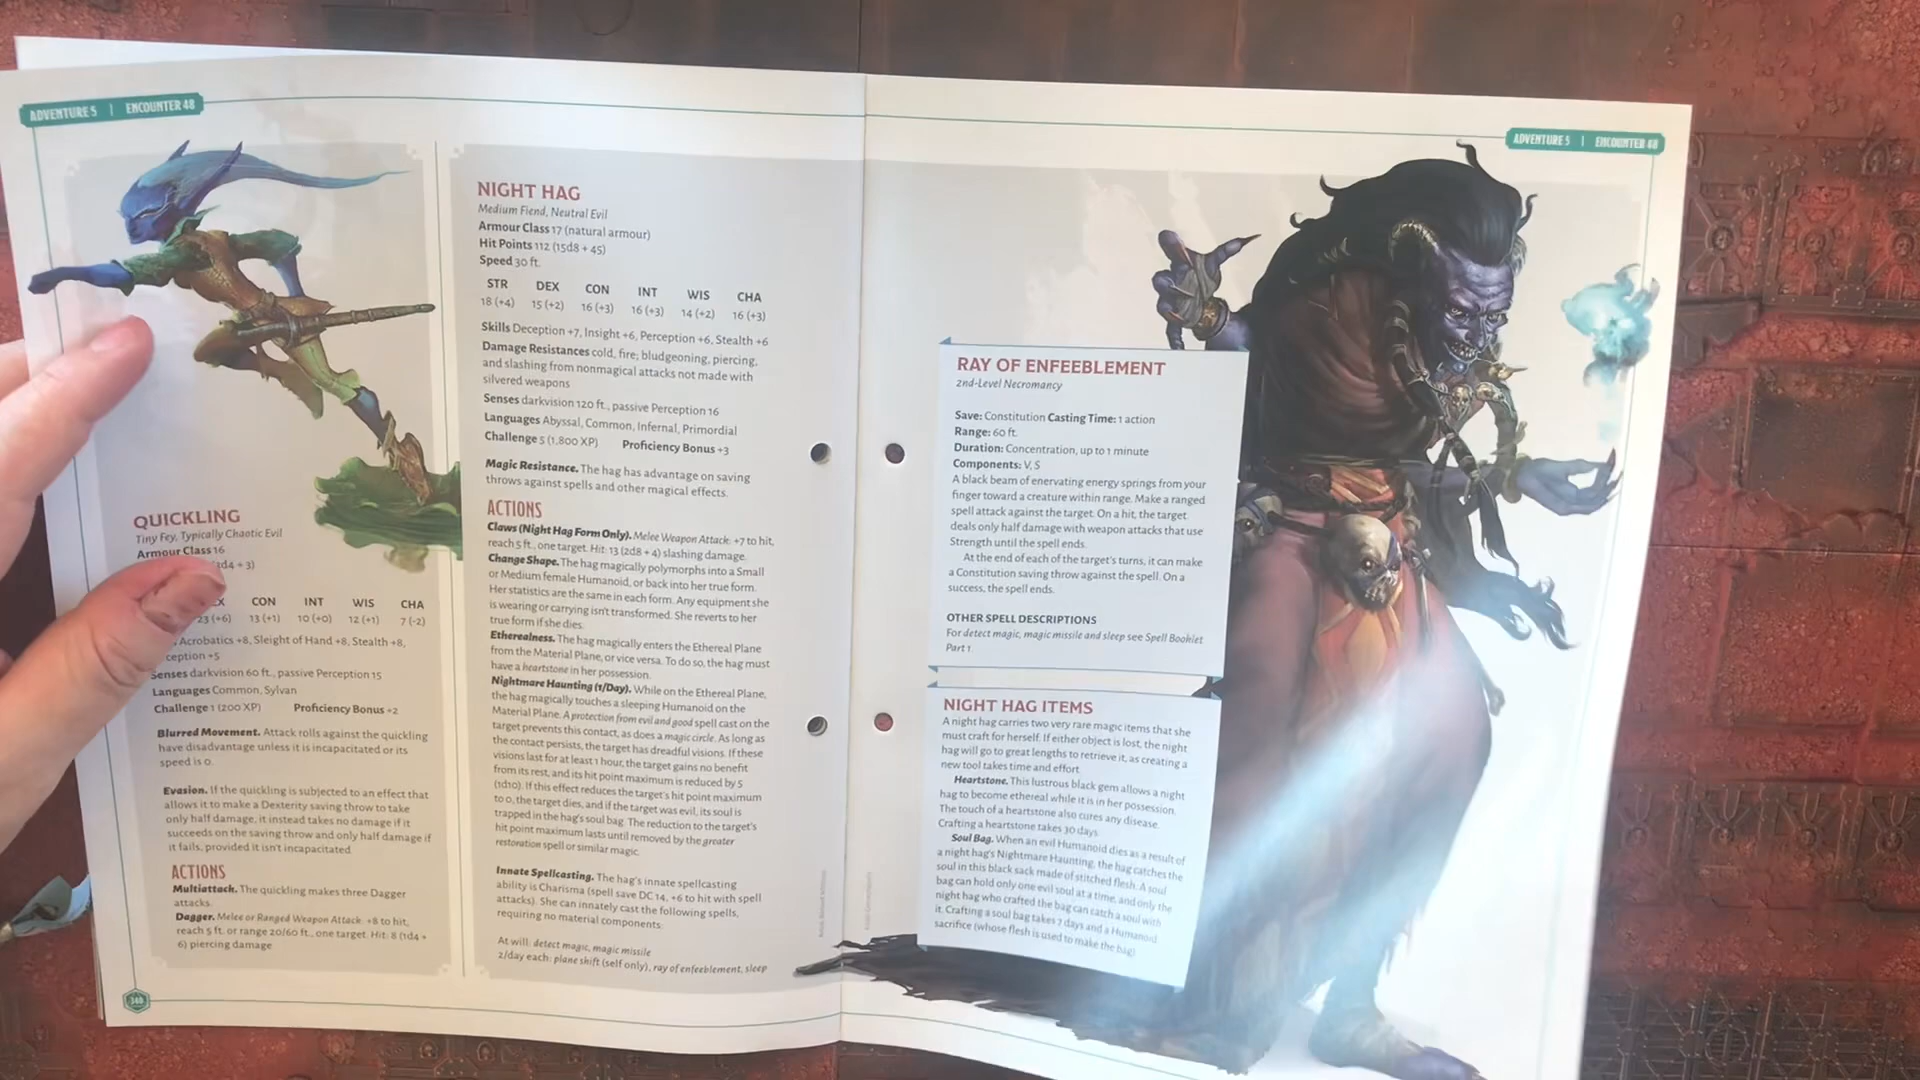 ADVENTURE 5 | ENCOUNTER 48
QUICKLING
Tiny Fey, Typically Chaotic Evil
Armour Class 16
(3d4 + 3)
CON INT WIS CHA
23 (+6) 13 (+1) 10 (+0) 12 (+1) 7 (-2)
Acrobatics +8, Sleight of Hand +8, Stealth +8,
ception +5
Senses darkvision 60 ft., passive Perception 15
Languages Common, Sylvan
Challenge 1 (200 XP) Proficiency Bonus +2
Blurred Movement. Attack rolls against the quickling
have disadvantage unless it is incapacitated or its
speed is 0.
Evasion. If the quickling is subjected to an effect that
allows it to make a Dexterity saving throw to take
only half damage, it instead takes no damage if it
succeeds on the saving throw and only half damage if
it fails, provided it isn't incapacitated
ACTIONS
Multiattack. The quickling makes three Dagger
attacks.
Dagger. Melee or Ranged Weapon Attack: +8 to hit,
reach 5 ft. or range 20/60 ft., one target. Hit: 8 (1d4 +
6) piercing damage
NIGHT HAG
Medium Fiend, Neutral Evil
Armour Class 17 (natural armour)
Hit Points 112 (15d8 + 45)
Speed 30 ft.
STR DEX CON INT WIS CHA
18 (+4) 15 (+2) 16 (+3) 16 (+3) 14 (+2) 16 (+3)
Skills Deception +7, Insight +6, Perception +6, Stealth +6
Damage Resistances cold, fire; bludgeoning, piercing,
and slashing from nonmagical attacks not made with
silvered weapons
Senses darkvision 120 ft., passive Perception 16
Languages Abyssal, Common, Infernal, Primordial
Challenge 5 (1,800 XP) Proficiency Bonus +3
Magic Resistance. The hag has advantage on saving
throws against spells and other magical effects.
ACTIONS
Claws (Night Hag Form Only). Melee Weapon Attack: +7 to hit,
reach 5 ft., one target. Hit: 13 (2d8 + 4) slashing damage.
Change Shape. The hag magically polymorphs into a Small
or Medium female Humanoid, or back into her true form.
Her statistics are the same in each form. Any equipment she
is wearing or carrying isn't transformed. She reverts to her
true form if she dies.
Etherealness. The hag magically enters the Ethereal Plane
from the Material Plane, or vice versa. To do so, the hag must
have a heartstone in her possession.
Nightmare Haunting (1/Day). While on the Ethereal Plane,
the hag magically touches a sleeping Humanoid on the
Material Plane. A protection from evil and good spell cast on the
target prevents this contact, as does a magic circle. As long as
the contact persists, the target has dreadful visions. If these
visions last for at least 1 hour, the target gains no benefit
from its rest, and its hit point maximum is reduced by 5
(1d10). If this effect reduces the target's hit point maximum
to 0, the target dies, and if the target was evil, its soul is
trapped in the hag's soul bag. The reduction to the target's
hit point maximum lasts until removed by the greater
restoration spell or similar magic.
Innate Spellcasting. The hag's innate spellcasting
ability is Charisma (spell save DC 14, +6 to hit with spell
attacks). She can innately cast the following spells,
requiring no material components:
At will: detect magic, magic missile
2/day each: plane shift (self only), ray of enfeeblement, sleep
ADVENTURE 5 | ENCOUNTER 48
RAY OF ENFEEBLEMENT
2nd-Level Necromancy
Save: Constitution Casting Time: 1 action
Range: 60 ft.
Duration: Concentration, up to 1 minute
Components: V, S
A black beam of enervating energy springs from your
finger toward a creature within range. Make a ranged
spell attack against the target. On a hit, the target
deals only half damage with weapon attacks that use
Strength until the spell ends.
At the end of each of the target's turns, it can make
a Constitution saving throw against the spell. On a
success, the spell ends.
OTHER SPELL DESCRIPTIONS
For detect magic, magic missile and sleep see Spell Booklet
Part 1.
NIGHT HAG ITEMS
A night hag carries two very rare magic items that she
must craft for herself. If either object is lost, the night
hag will go to great lengths to retrieve it, as creating a
new tool takes time and effort.
Heartstone. This lustrous black gem allows a night
hag to become ethereal while it is in her possession.
The touch of a heartstone also cures any disease.
Crafting a heartstone takes 30 days.
Soul Bag. When an evil Humanoid dies as a result of
a night hag's Nightmare Haunting, the hag catches the
soul in this black sack made of stitched flesh. A soul
bag can hold only one evil soul at a time, and only the
night hag who crafted the bag can catch a soul with
it. Crafting a soul bag takes 7 days and a Humanoid
sacrifice (whose flesh is used to make the bag)